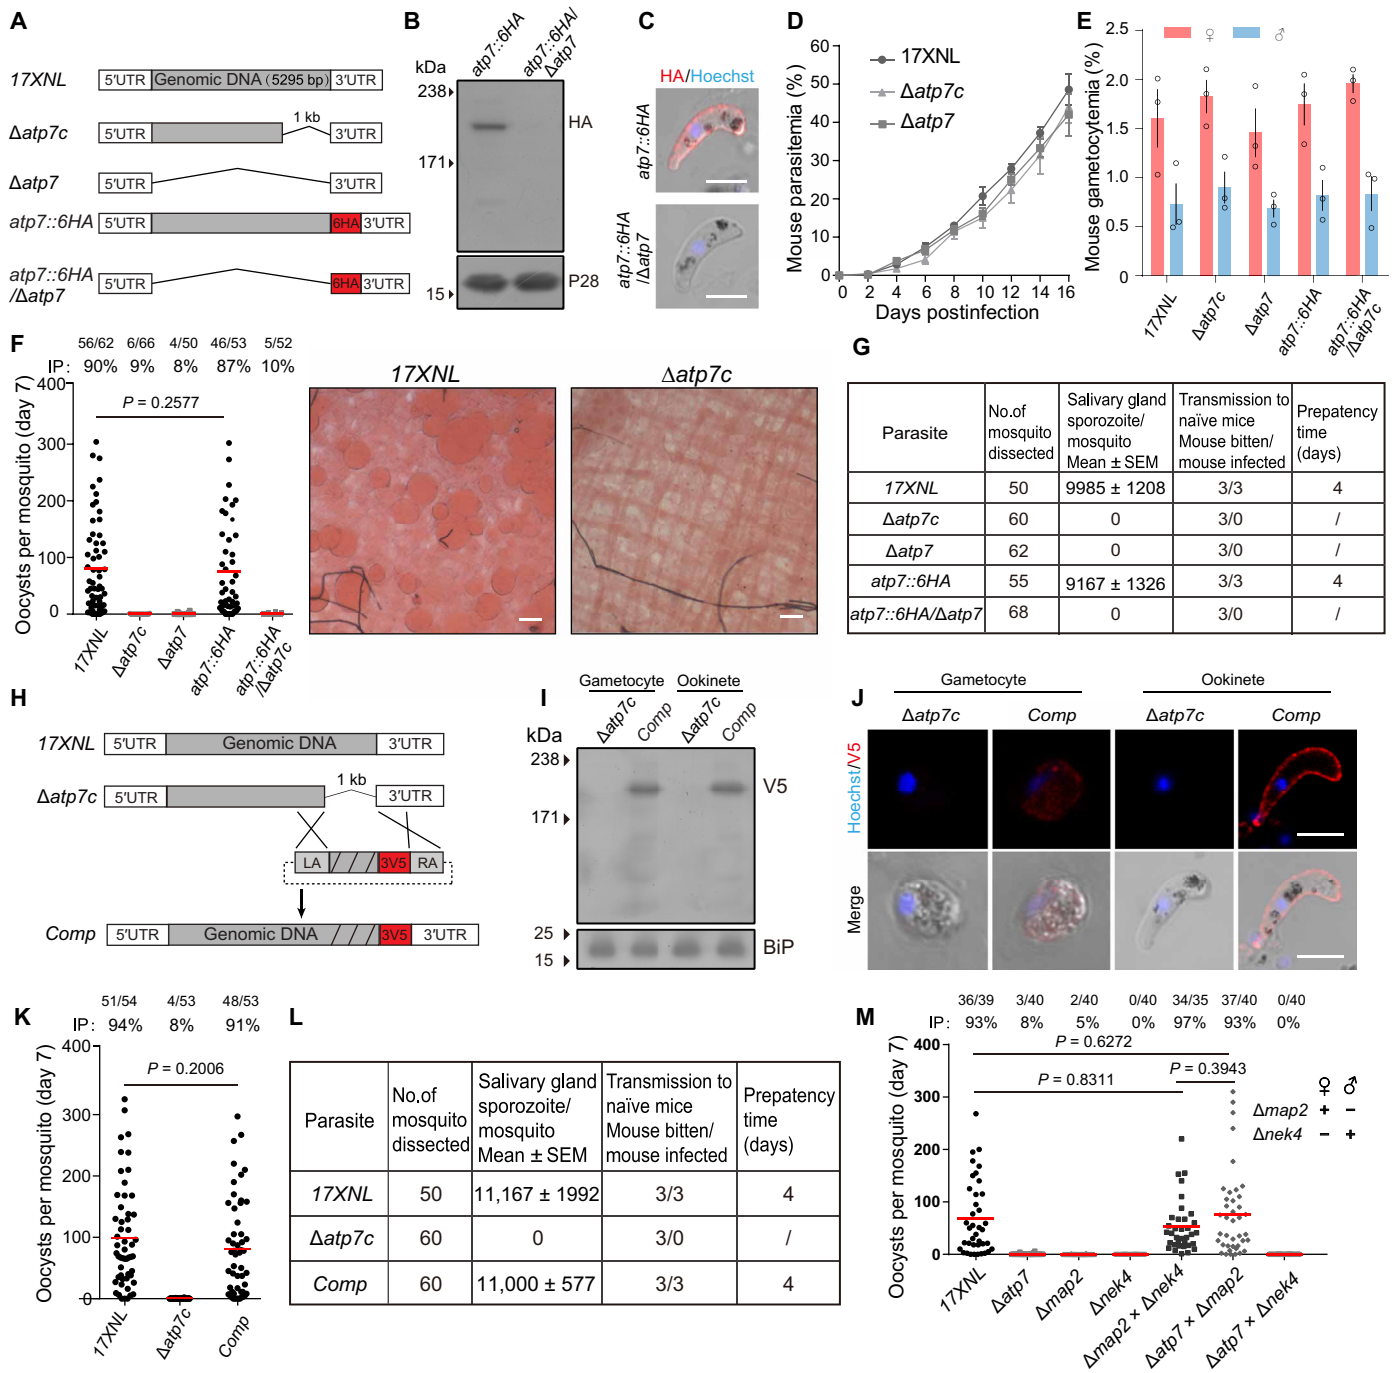 A
17XNL
5′UTR
Genomic DNA (5295 bp)
3′UTR
Δatp7c
5′UTR
1 kb
3′UTR
Δatp7
5′UTR
3′UTR
atp7::6HA
5′UTR
6HA
3′UTR
atp7::6HA
/Δatp7
5′UTR
6HA
3′UTR
B
atp7::6HA
atp7::6HA/
Δatp7
kDa
238
171
15
HA
P28
C
HA/Hoechst
atp7::6HA
atp7::6HA
/Δatp7
D
Mouse parasitemia (%)
60
50
40
30
20
10
0
17XNL
Δatp7c
Δatp7
0 2 4 6 8 10 12 14 16
Days postinfection
E
♀ ♂
Mouse gametocytemia (%)
2.5
2.0
1.5
1.0
0.5
0
17XNL
Δatp7c
Δatp7
atp7::6HA
atp7::6HA
/Δatp7c
F
56/62 6/66 4/50 46/53 5/52
IP: 90% 9% 8% 87% 10%
Oocysts per mosquito (day 7)
400
300
200
100
0
P = 0.2577
17XNL
Δatp7c
Δatp7
atp7::6HA
atp7::6HA
/Δatp7c
17XNL
Δatp7c
G
Parasite
No.of
mosquito
dissected
Salivary gland
sporozoite/
mosquito
Mean ± SEM
Transmission to
naïve mice
Mouse bitten/
mouse infected
Prepatency
time
(days)
17XNL 50 9985 ± 1208 3/3 4
Δatp7c 60 0 3/0 /
Δatp7 62 0 3/0 /
atp7::6HA 55 9167 ± 1326 3/3 4
atp7::6HA/Δatp7 68 0 3/0 /
H
17XNL
5′UTR
Genomic DNA
3′UTR
Δatp7c
5′UTR
1 kb
3′UTR
LA
3V5
RA
Comp
5′UTR
Genomic DNA
3V5
3′UTR
I
Gametocyte Ookinete
Δatp7c
Comp
Δatp7c
Comp
kDa
238
171
25
15
V5
BiP
J
Gametocyte Ookinete
Δatp7c Comp Δatp7c Comp
Hoechst/V5
Merge
K
51/54 4/53 48/53
IP: 94% 8% 91%
Oocysts per mosquito (day 7)
400
300
200
100
0
P = 0.2006
17XNL
Δatp7c
Comp
L
Parasite
No.of
mosquito
dissected
Salivary gland
sporozoite/
mosquito
Mean ± SEM
Transmission to
naïve mice
Mouse bitten/
mouse infected
Prepatency
time
(days)
17XNL 50 11,167 ± 1992 3/3 4
Δatp7c 60 0 3/0 /
Comp 60 11,000 ± 577 3/3 4
M
36/39 3/40 2/40 0/40 34/35 37/40 0/40
IP: 93% 8% 5% 0% 97% 93% 0%
Oocysts per mosquito (day 7)
400
300
200
100
0
P = 0.6272
P = 0.3943
P = 0.8311
♀ ♂
Δmap2 + −
Δnek4 − +
17XNL
Δatp7
Δmap2
Δnek4
Δmap2 × Δnek4
Δatp7 × Δmap2
Δatp7 × Δnek4